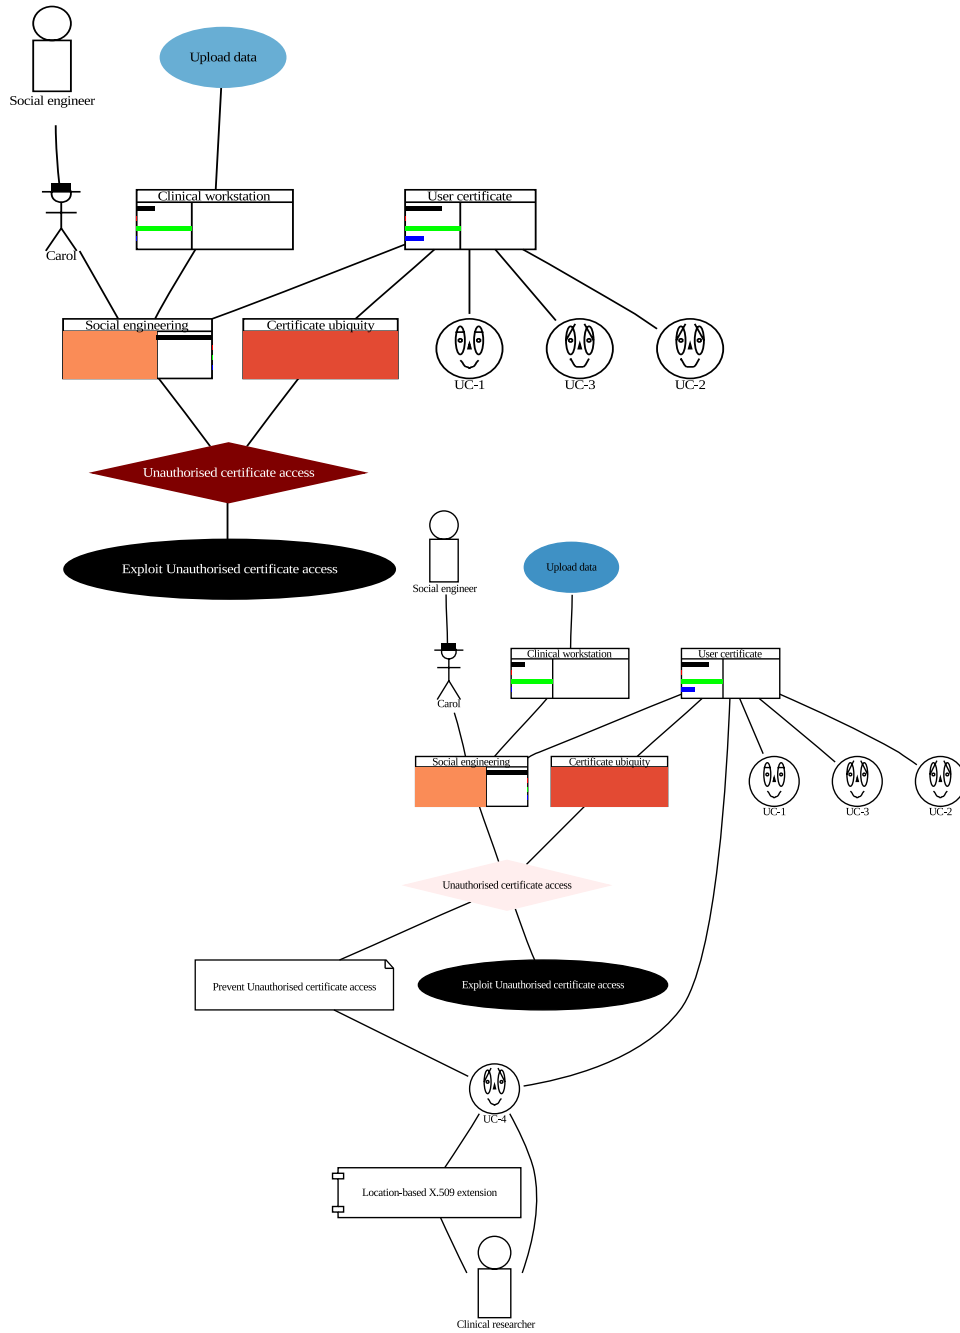 Upload data
Social engineer
Clinical workstation
User certificate
Carol
Social engineering
Certificate ubiquity
UC-1
UC-3
UC-2
Unauthorised certificate access
Exploit Unauthorised certificate access
Upload data
Social engineer
Clinical workstation
User certificate
Carol
Social engineering
Certificate ubiquity
UC-1
UC-3
UC-2
Unauthorised certificate access
Prevent Unauthorised certificate access
Exploit Unauthorised certificate access
UC-4
Location-based X.509 extension
Clinical researcher